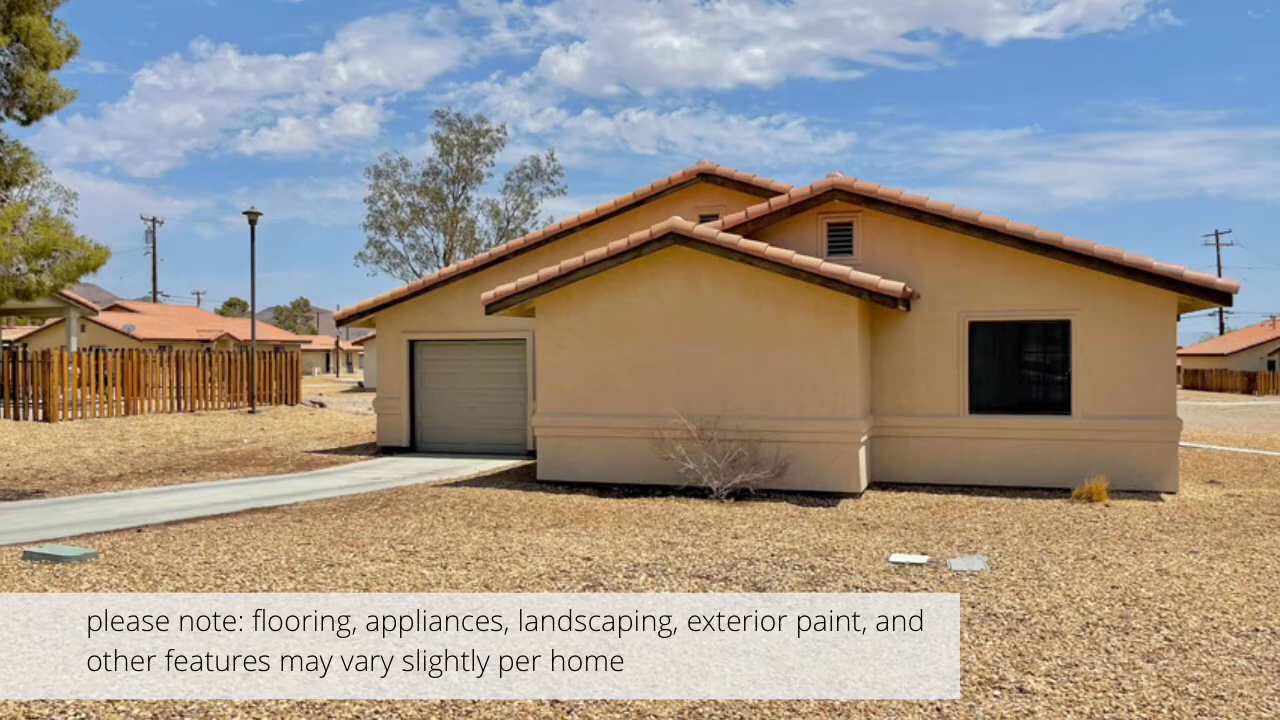 please note: flooring, appliances, landscaping, exterior paint, and
other features may vary slightly per home